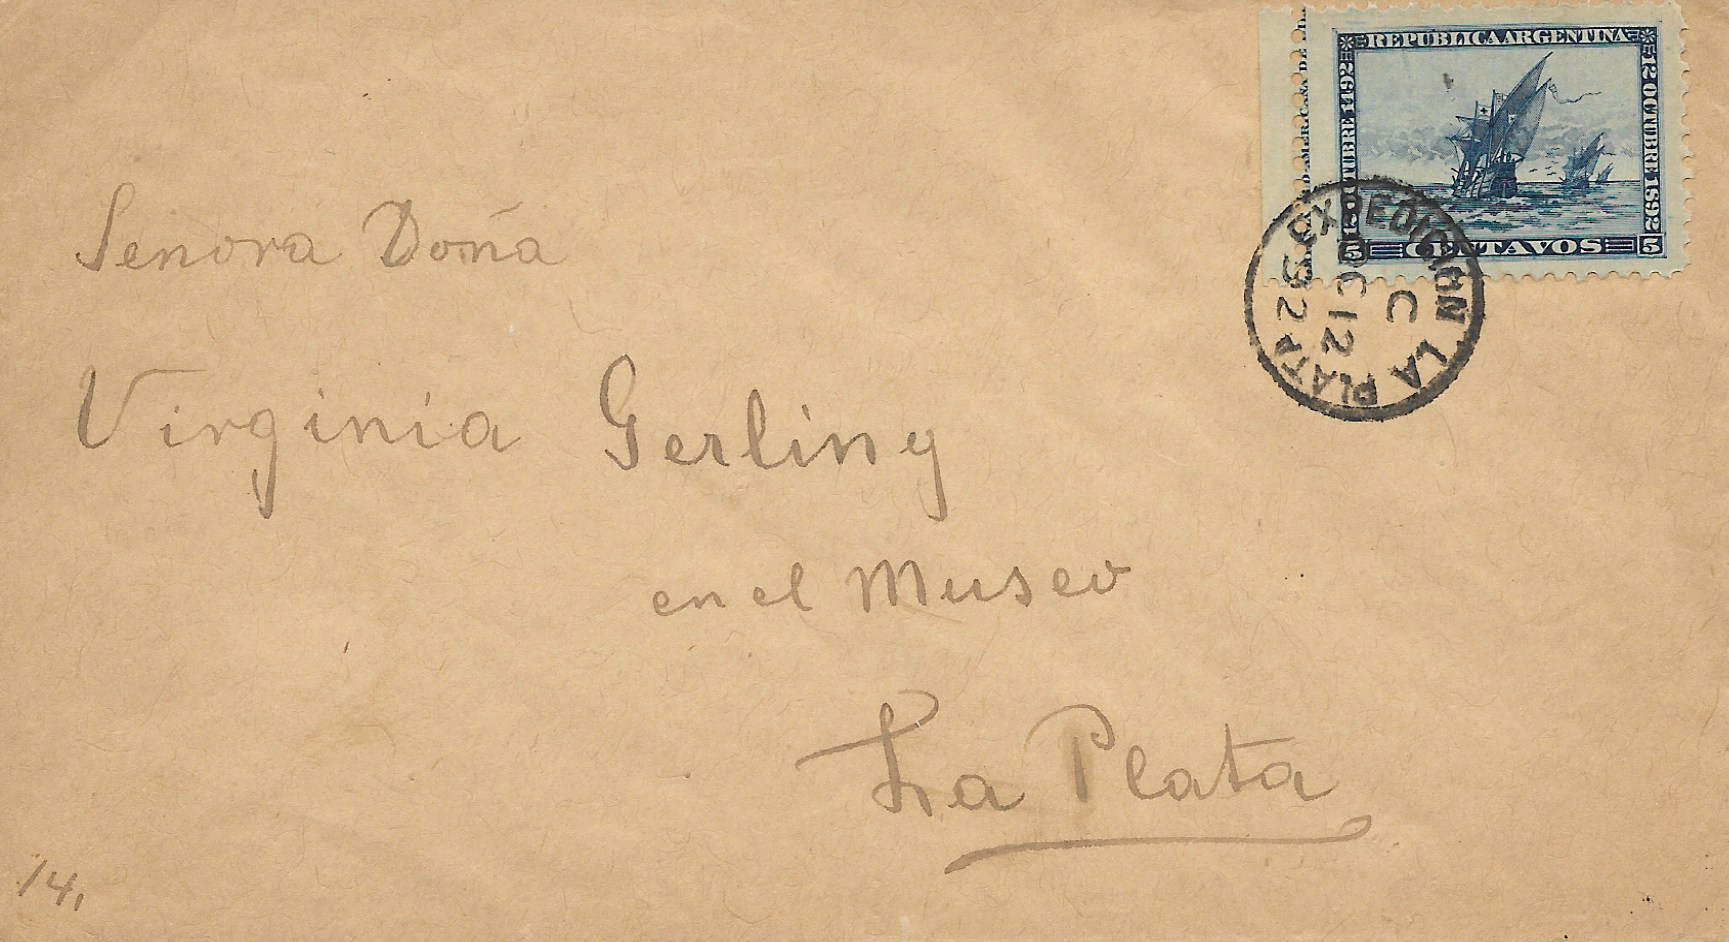 REPUBLICA ARGENTINA
12 OCTUBRE 1492
12 OCTUBRE 1892
5 CENTAVOS 5
EXPEDICION LA PLATA
C
OC 12
92
Senora Doña
Virginia Gerling
en el Museo
La Plata
14,